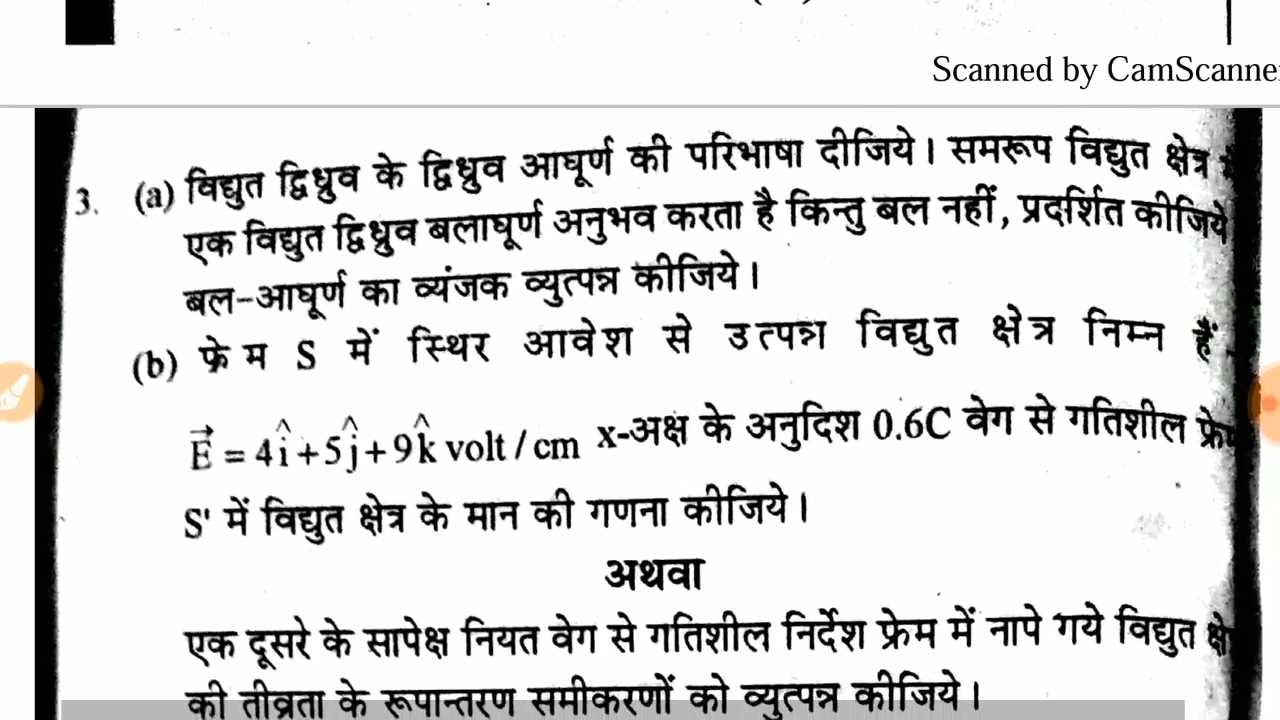 Scanned by CamScanne
3. (a) विद्युत द्विध्रुव के द्विध्रुव आघूर्ण की परिभाषा दीजिये। समरूप विद्युत क्षेत्र
एक विद्युत द्विध्रुव बलाघूर्ण अनुभव करता है किन्तु बल नहीं, प्रदर्शित कीजिये
बल-आघूर्ण का व्यंजक व्युत्पन्न कीजिये।
(b) फ्रेम S में स्थिर आवेश से उत्पन्न विद्युत क्षेत्र निम्न हैं
E⃗ = 4î + 5ĵ + 9k̂ volt / cm x-अक्ष के अनुदिश 0.6C वेग से गतिशील
S' में विद्युत क्षेत्र के मान की गणना कीजिये।
अथवा
एक दूसरे के सापेक्ष नियत वेग से गतिशील निर्देश फ्रेम में नापे गये विद्युत
की तीव्रता के रूपान्तरण समीकरणों को व्युत्पन्न कीजिये।